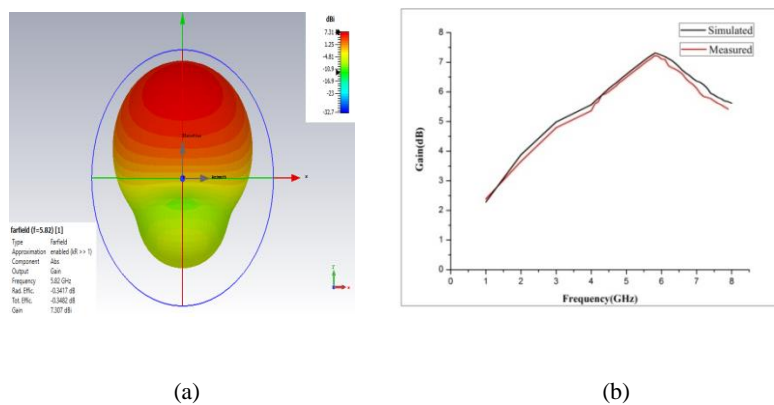 dBi
7.31
1.25
-4.81
-10.9
-16.9
-23
-32.7
farfield (f=5.82) [1]
Type Farfield
Approximation enabled (kR >> 1)
Component Abs
Output Gain
Frequency 5.82 GHz
Rad. Effic. -0.3417 dB
Tot. Effic. -0.3482 dB
Gain 7.307 dBi
Simulated
Measured
Gain(dB)
8
7
6
5
4
3
2
1
0
0 1 2 3 4 5 6 7 8
Frequency(GHz)
(a) (b)